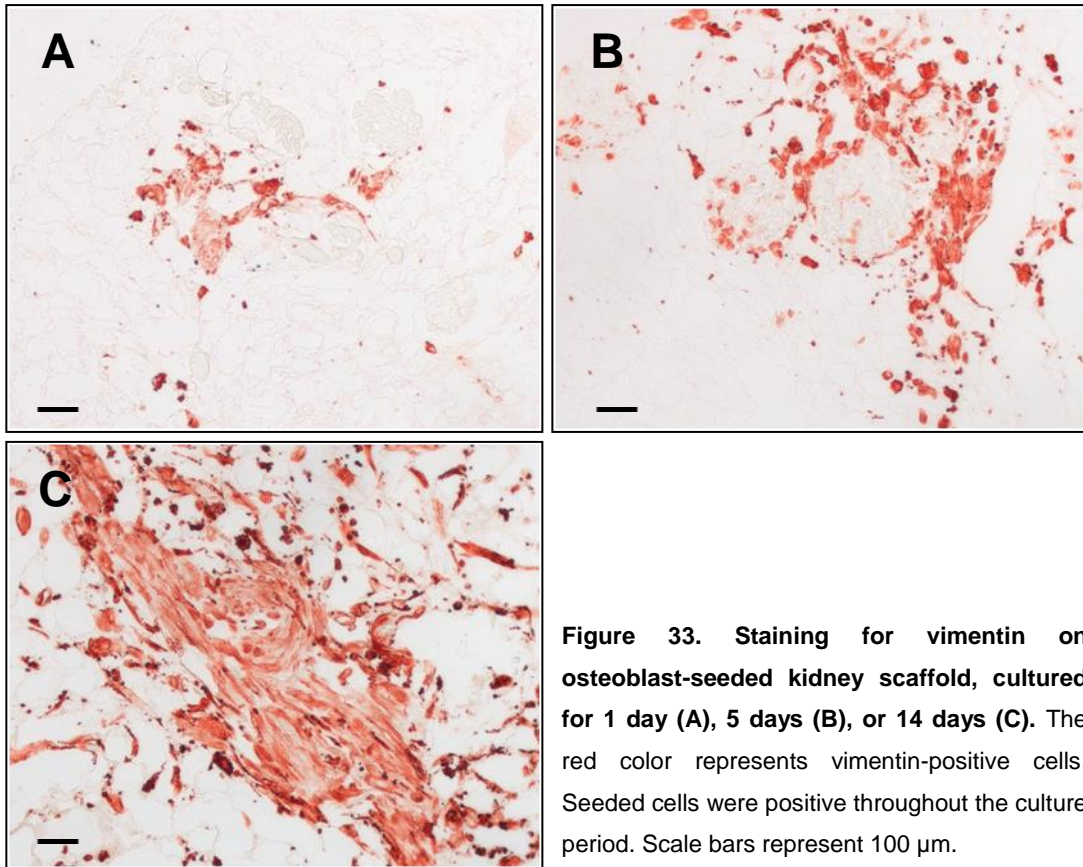 A
B
C
Figure 33. Staining for vimentin on
osteoblast-seeded kidney scaffold, cultured
for 1 day (A), 5 days (B), or 14 days (C). The
red color represents vimentin-positive cells.
Seeded cells were positive throughout the culture
period. Scale bars represent 100 µm.